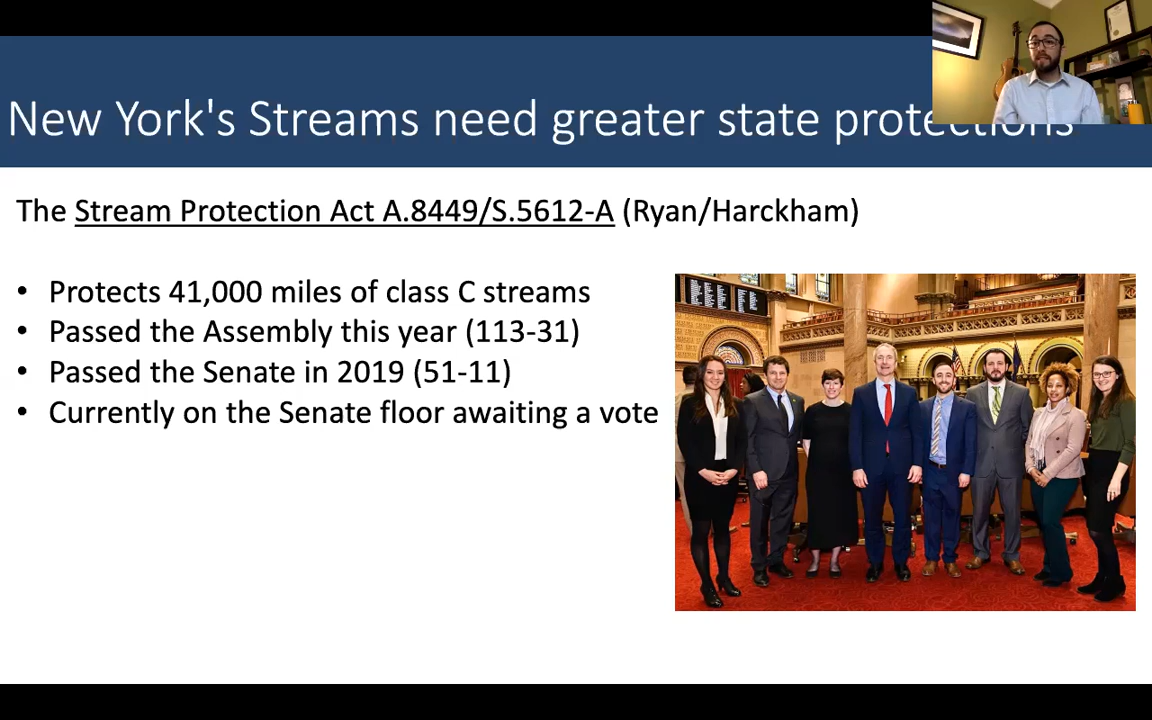 New York's Streams need greater state protections
The Stream Protection Act A.8449/S.5612-A (Ryan/Harckham)
• Protects 41,000 miles of class C streams
• Passed the Assembly this year (113-31)
• Passed the Senate in 2019 (51-11)
• Currently on the Senate floor awaiting a vote